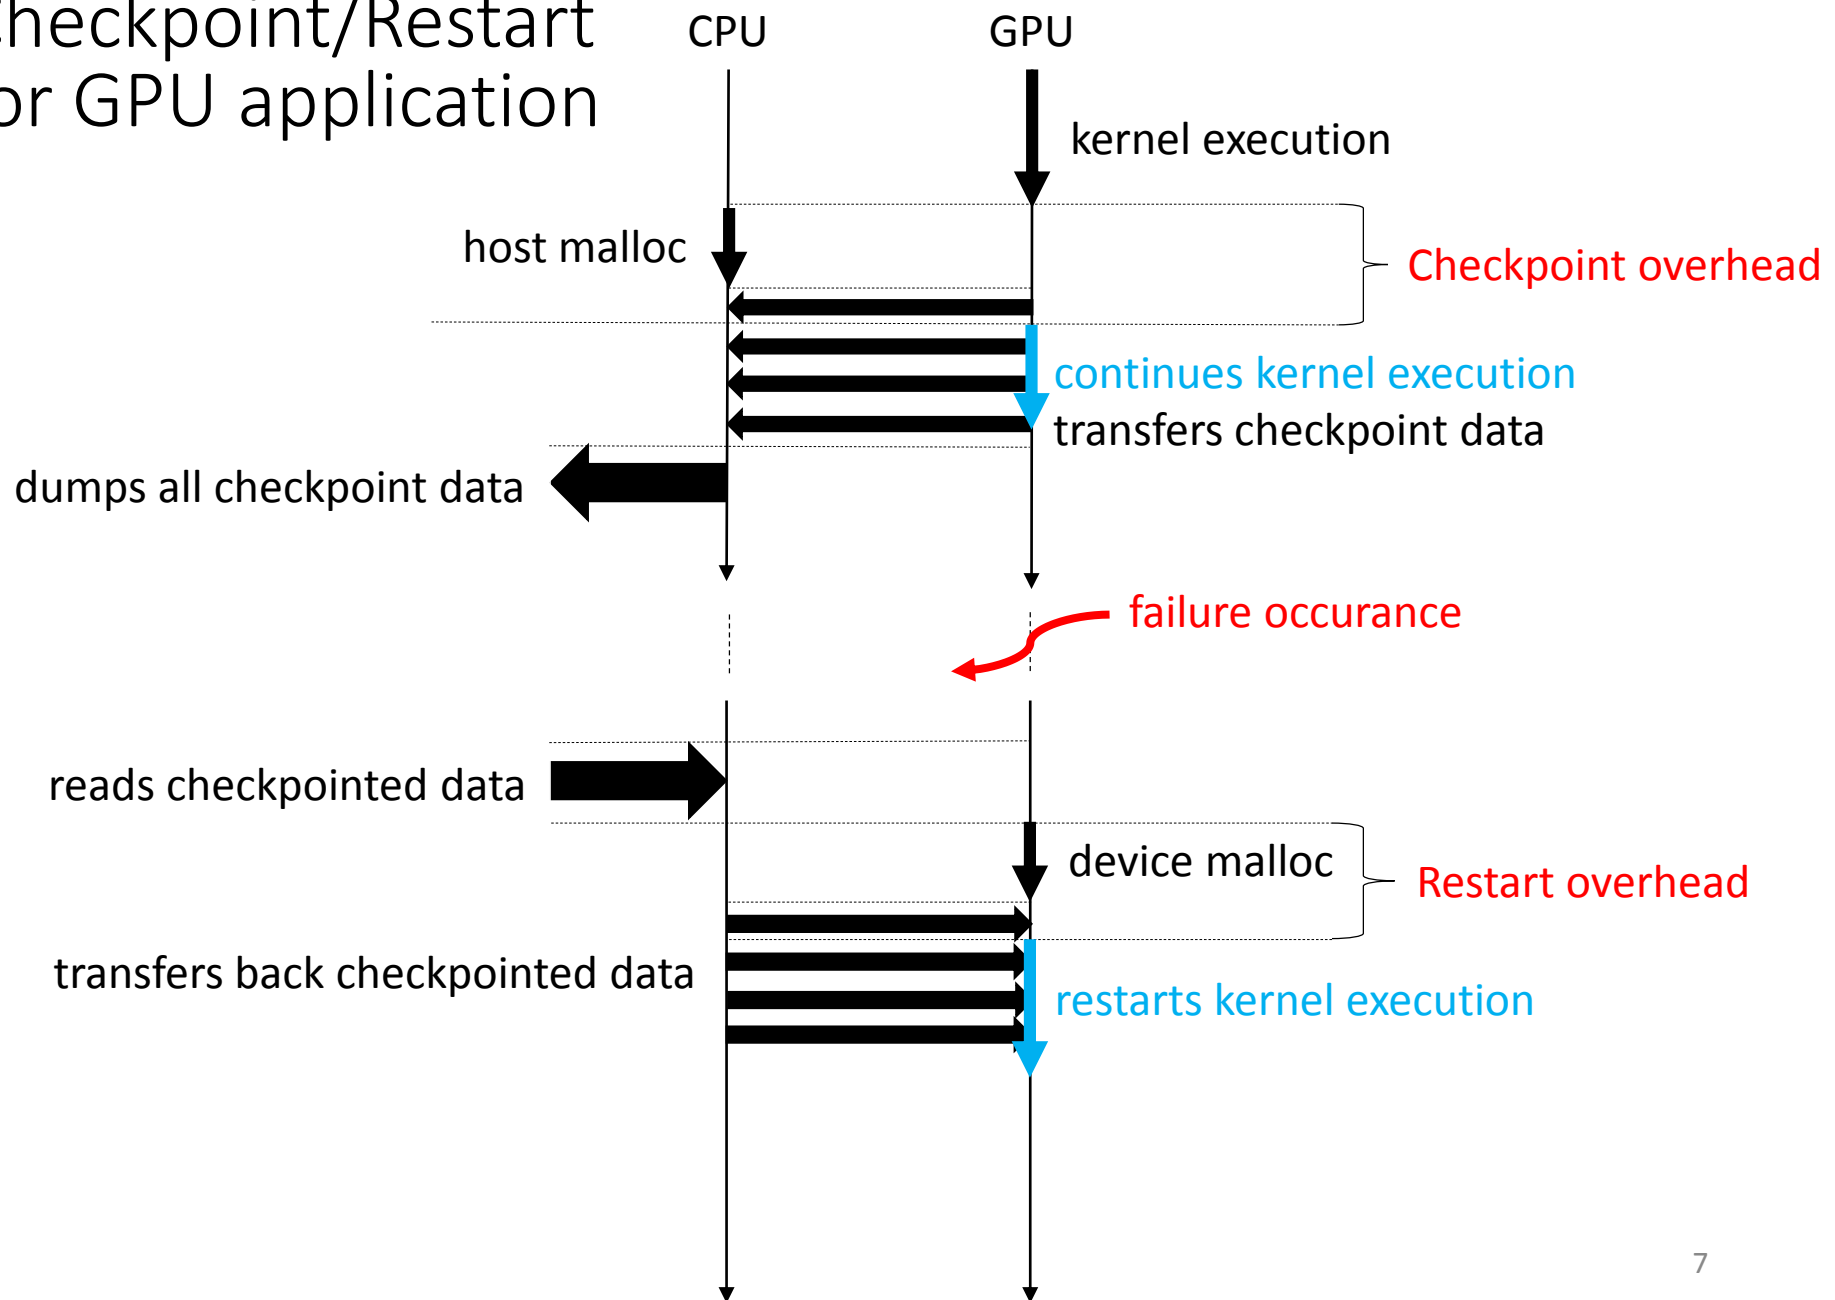 heckpoint/Restart
or GPU application
CPU
GPU
kernel execution
host malloc
Checkpoint overhead
continues kernel execution
transfers checkpoint data
dumps all checkpoint data
failure occurance
reads checkpointed data
device malloc
Restart overhead
transfers back checkpointed data
restarts kernel execution
7